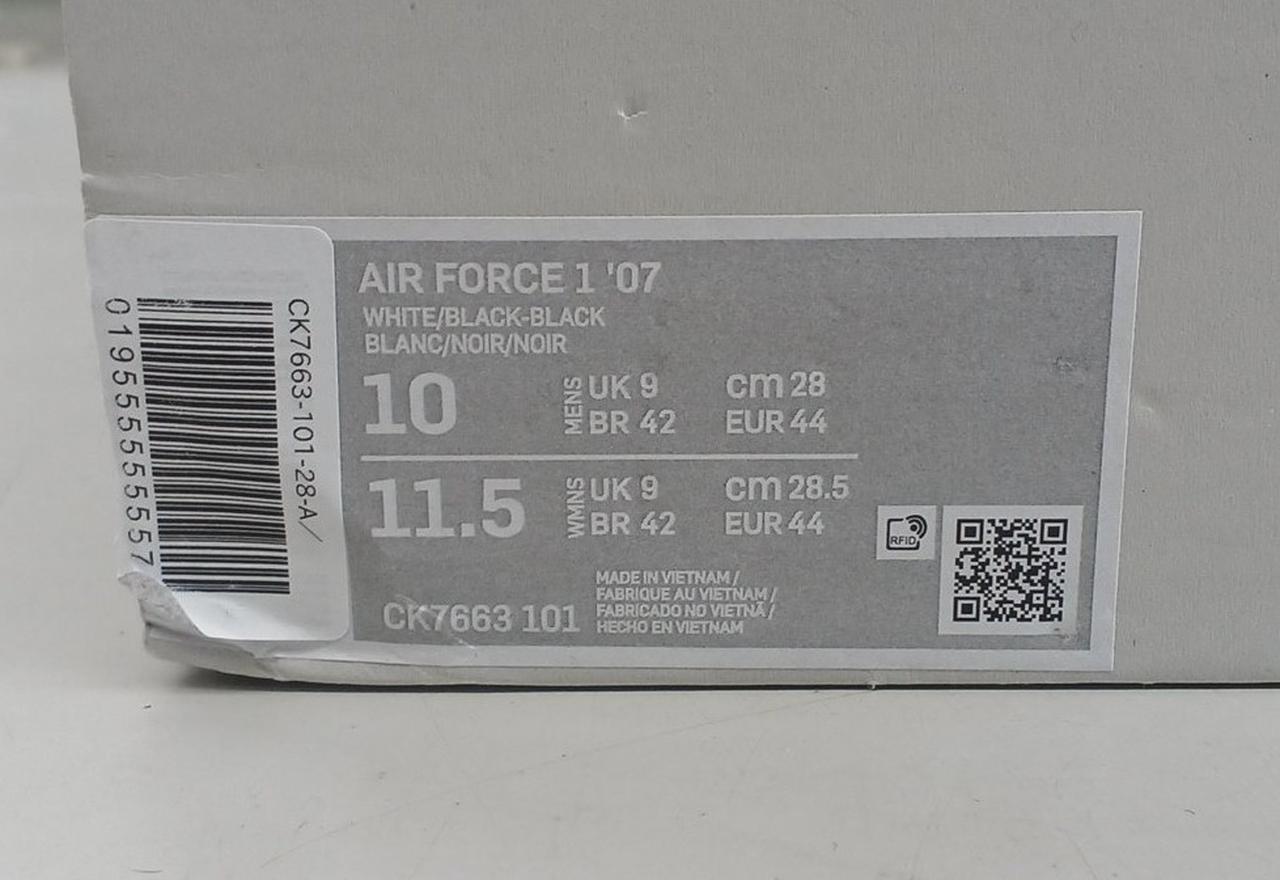 AIR FORCE 1 '07
WHITE/BLACK-BLACK
BLANC/NOIR/NOIR
10 MENS UK 9 cm 28
BR 42 EUR 44
11.5 WMNS UK 9 cm 28.5
BR 42 EUR 44
CK7663 101
MADE IN VIETNAM /
FABRIQUE AU VIETNAM /
FABRICADO NO VIETNÃ /
HECHO EN VIETNAM
RFID
CK7663-101-28-A/
0195555555557